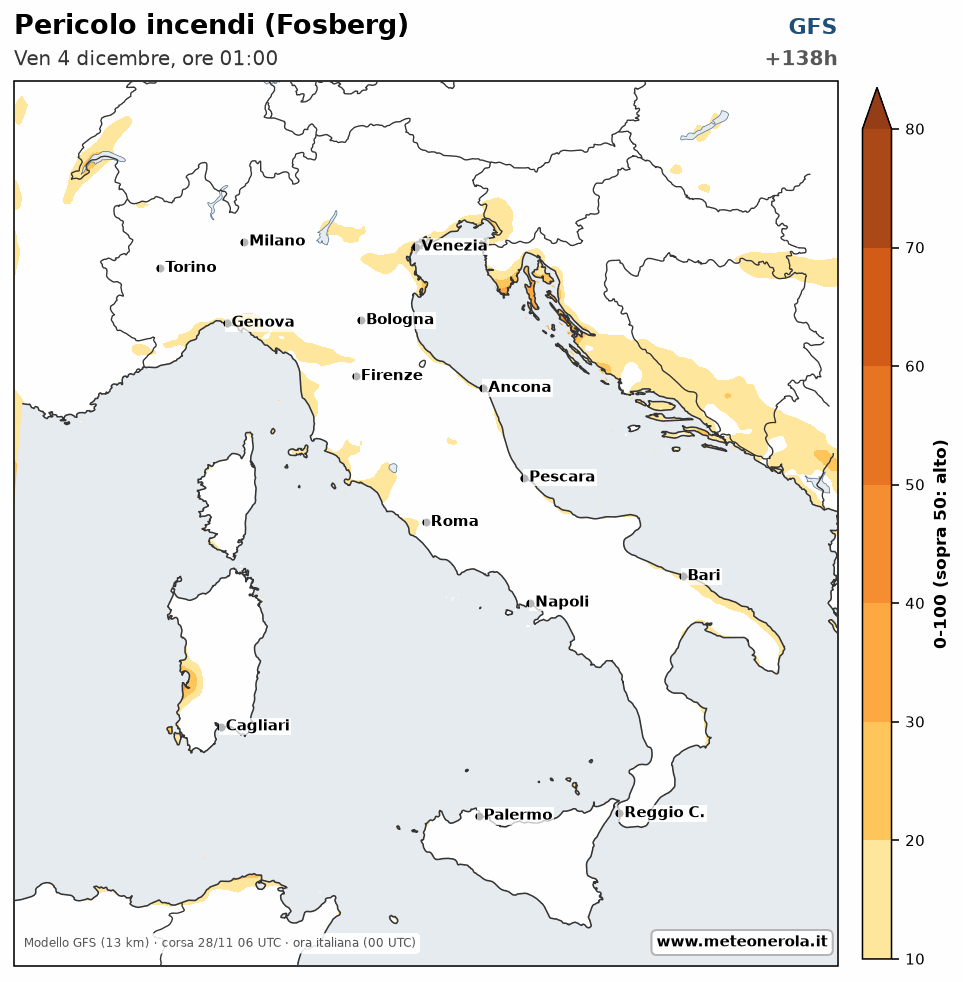 Pericolo incendi (Fosberg)
GFS
Ven 4 dicembre, ore 01:00
+138h
80
70
60
50
40
30
20
10
0-100 (sopra 50: alto)
Milano
Venezia
Torino
Genova
Bologna
Firenze
Ancona
Pescara
Roma
Bari
Napoli
Cagliari
Palermo
Reggio C.
Modello GFS (13 km) · corsa 28/11 06 UTC · ora italiana (00 UTC)
www.meteonerola.it